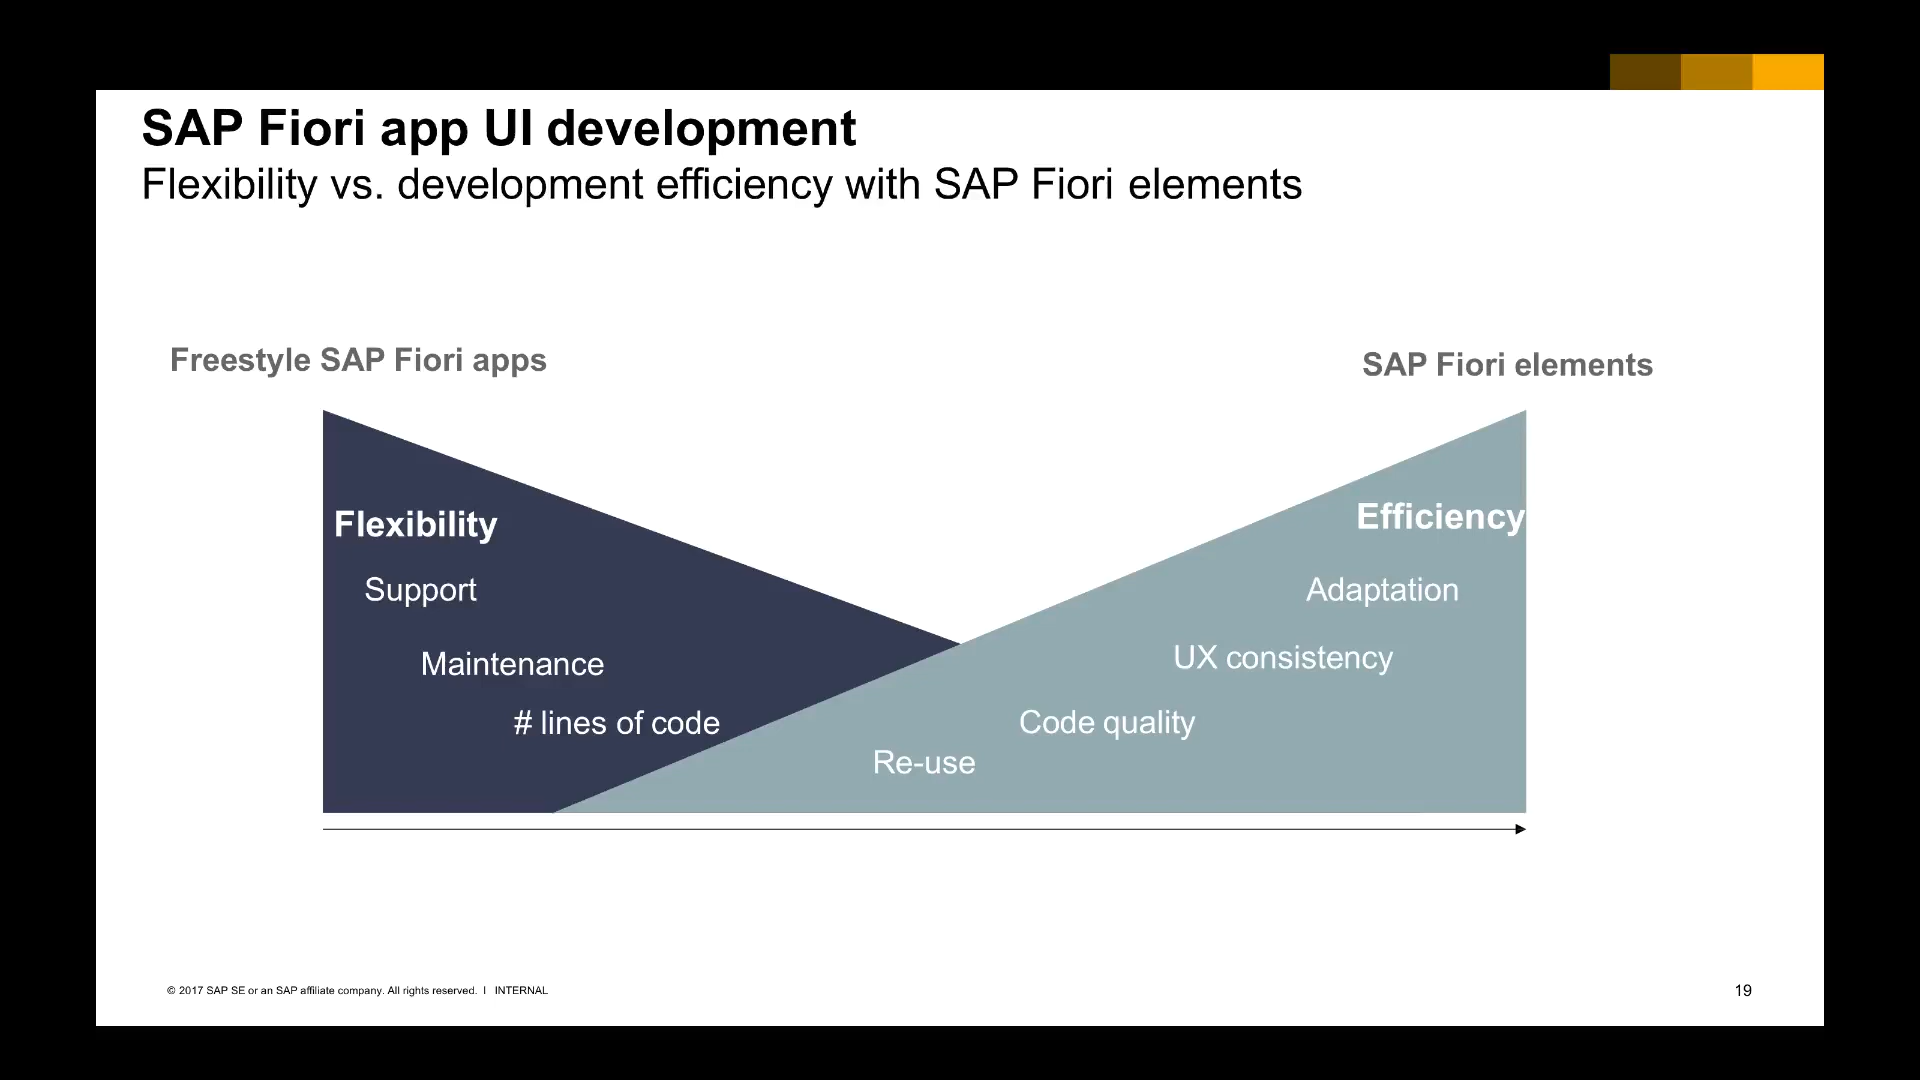 SAP Fiori app UI development
Flexibility vs. development efficiency with SAP Fiori elements
Freestyle SAP Fiori apps
SAP Fiori elements
Flexibility
Support
Maintenance
# lines of code
Efficiency
Adaptation
UX consistency
Code quality
Re-use
© 2017 SAP SE or an SAP affiliate company. All rights reserved. I INTERNAL
19